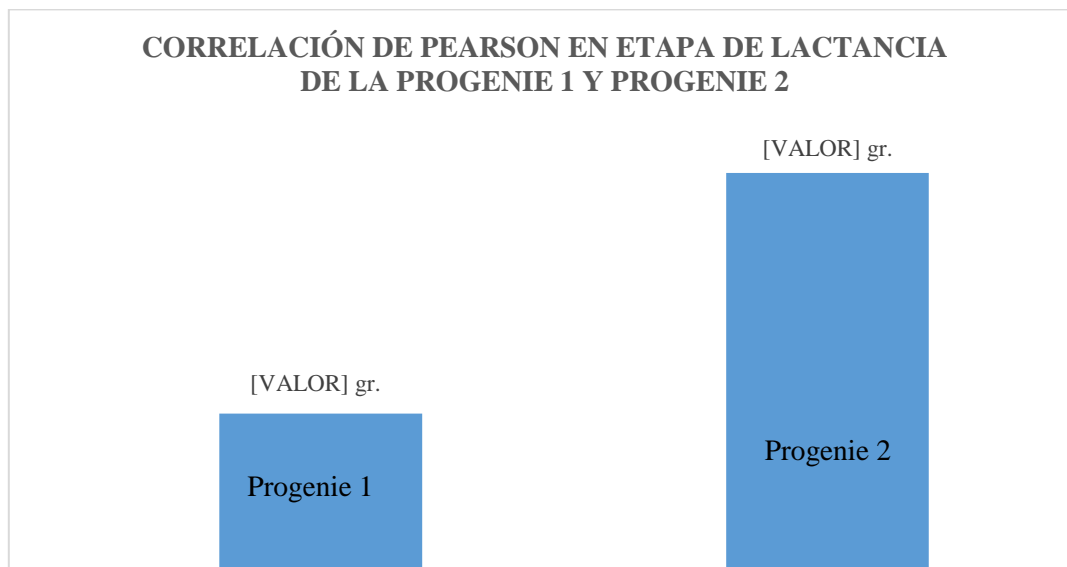 CORRELACIÓN DE PEARSON EN ETAPA DE LACTANCIA
DE LA PROGENIE 1 Y PROGENIE 2
[VALOR] gr.
[VALOR] gr.
Progenie 1
Progenie 2